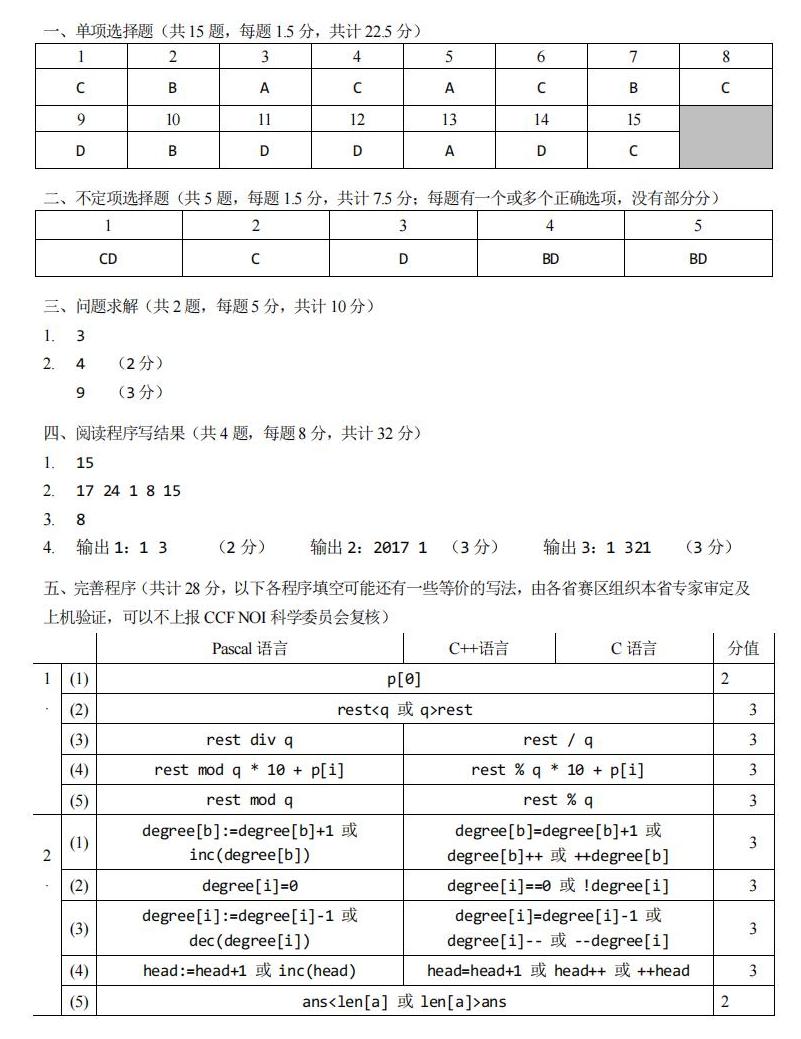 一、单项选择题（共 15 题，每题 1.5 分，共计 22.5 分）
1 2 3 4 5 6 7 8
C B A C A C B C
9 10 11 12 13 14 15
D B D D A D C
二、不定项选择题（共 5 题，每题 1.5 分，共计 7.5 分；每题有一个或多个正确选项，没有部分分）
1 2 3 4 5
CD C D BD BD
三、问题求解（共 2 题，每题 5 分，共计 10 分）
1. 3
2. 4 （2 分）
9 （3 分）
四、阅读程序写结果（共 4 题，每题 8 分，共计 32 分）
1. 15
2. 17 24 1 8 15
3. 8
4. 输出 1：1 3 （2 分） 输出 2：2017 1 （3 分） 输出 3：1 321 （3 分）
五、完善程序（共计 28 分，以下各程序填空可能还有一些等价的写法，由各省赛区组织本省专家审定及
上机验证，可以不上报 CCF NOI 科学委员会复核）
Pascal 语言 C++语言 C 语言 分值
1 (1) p[0] 2
. (2) rest<q 或 q>rest 3
(3) rest div q rest / q 3
(4) rest mod q * 10 + p[i] rest % q * 10 + p[i] 3
(5) rest mod q rest % q 3
2 (1) degree[b]:=degree[b]+1 或 degree[b]=degree[b]+1 或 3
inc(degree[b]) degree[b]++ 或 ++degree[b]
. (2) degree[i]=0 degree[i]==0 或 !degree[i] 3
(3) degree[i]:=degree[i]-1 或 degree[i]=degree[i]-1 或 3
dec(degree[i]) degree[i]-- 或 --degree[i]
(4) head:=head+1 或 inc(head) head=head+1 或 head++ 或 ++head 3
(5) ans<len[a] 或 len[a]>ans 2